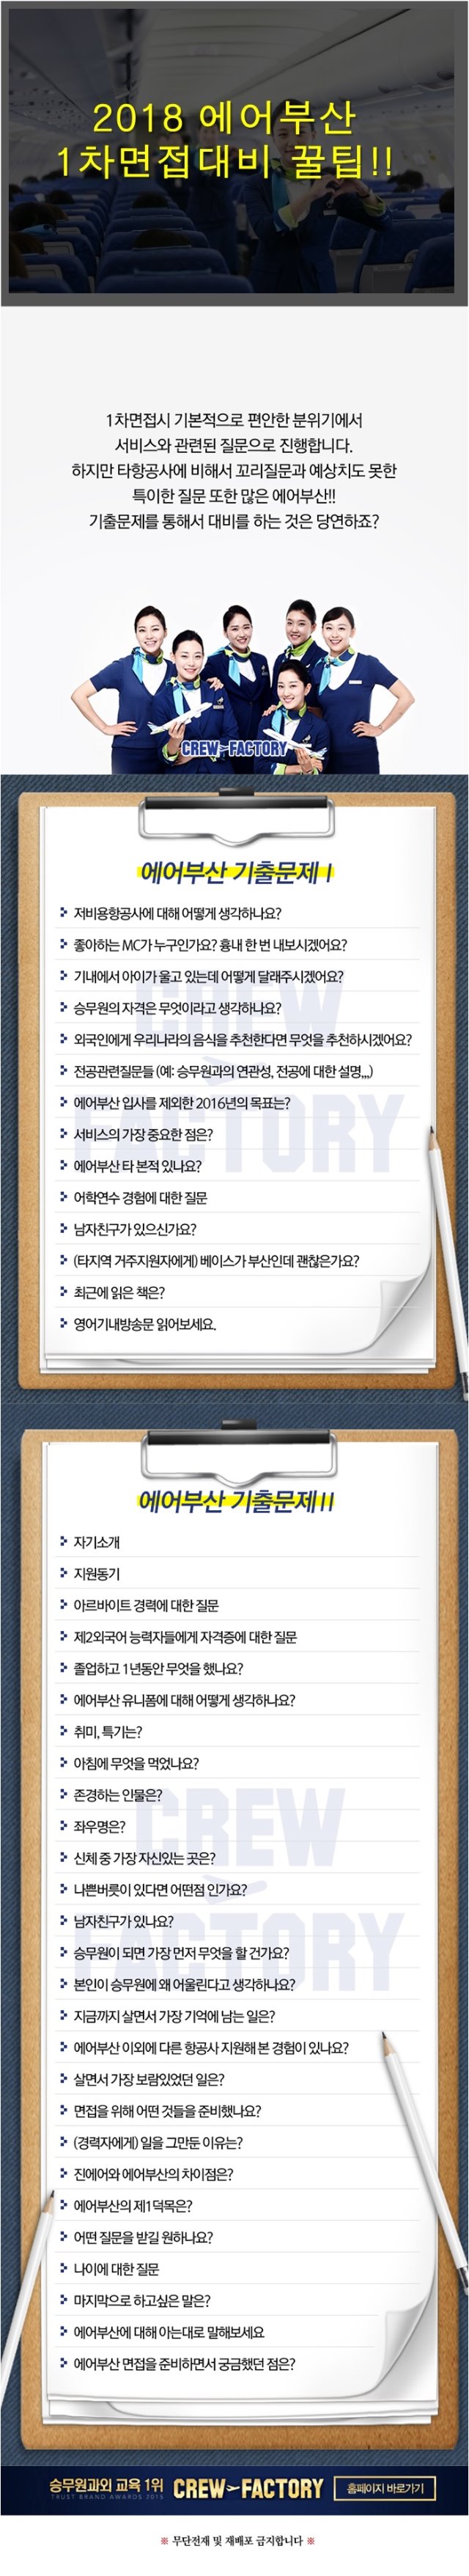 2018 에어부산
1차면접대비 꿀팁!!
1차면접시 기본적으로 편안한 분위기에서
서비스와 관련된 질문으로 진행합니다.
하지만 타항공사에 비해서 꼬리질문과 예상치도 못한
특이한 질문 또한 많은 에어부산!!
기출문제를 통해서 대비를 하는 것은 당연하죠?
CREW FACTORY
에어부산 기출문제 I
저비용항공사에 대해 어떻게 생각하나요?
좋아하는 MC가 누구인가요? 흉내 한 번 내보시겠어요?
기내에서 아이가 울고 있는데 어떻게 달래주시겠어요?
승무원의 자격은 무엇이라고 생각하나요?
외국인에게 우리나라의 음식을 추천한다면 무엇을 추천하시겠어요?
전공관련질문들 (예: 승무원과의 연관성, 전공에 대한 설명,,,)
에어부산 입사를 제외한 2016년의 목표는?
서비스의 가장 중요한 점은?
에어부산 타 본적 있나요?
어학연수 경험에 대한 질문
남자친구가 있으신가요?
(타지역 거주지원자에게) 베이스가 부산인데 괜찮은가요?
최근에 읽은 책은?
영어기내방송문 읽어보세요.
CREW
FACTORY
에어부산 기출문제 II
자기소개
지원동기
아르바이트 경력에 대한 질문
제2외국어 능력자들에게 자격증에 대한 질문
졸업하고 1년동안 무엇을 했나요?
에어부산 유니폼에 대해 어떻게 생각하나요?
취미, 특기는?
아침에 무엇을 먹었나요?
존경하는 인물은?
좌우명은?
신체 중 가장 자신있는 곳은?
나쁜버릇이 있다면 어떤점 인가요?
남자친구가 있나요?
승무원이 되면 가장 먼저 무엇을 할 건가요?
본인이 승무원에 왜 어울린다고 생각하나요?
지금까지 살면서 가장 기억에 남는 일은?
에어부산 이외에 다른 항공사 지원해 본 경험이 있나요?
살면서 가장 보람있었던 일은?
면접을 위해 어떤 것들을 준비했나요?
(경력자에게) 일을 그만둔 이유는?
진에어와 에어부산의 차이점은?
에어부산의 제1덕목은?
어떤 질문을 받길 원하나요?
나이에 대한 질문
마지막으로 하고싶은 말은?
에어부산에 대해 아는대로 말해보세요
에어부산 면접을 준비하면서 궁금했던 점은?
CREW
FACTORY
승무원과외 교육 1위 CREW FACTORY 홈페이지 바로가기
TRUST BRAND AWARDS 2015
※ 무단전재 및 재배포 금지합니다 ※